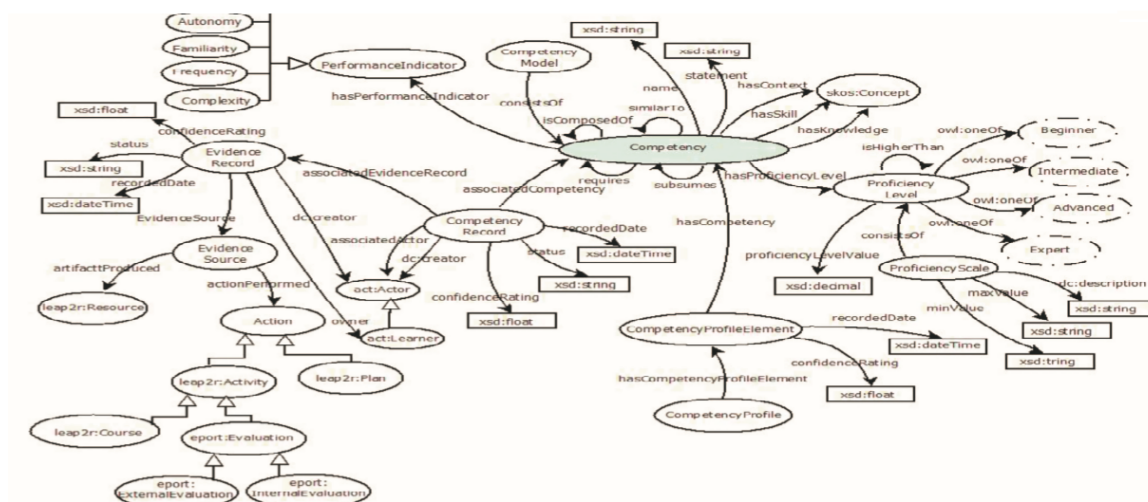 Autonomy
Familiarity
Frequency
Complexity
PerformanceIndicator
hasPerformanceIndicator
Competency
Model
consistsOf
isComposedOf
similarTo
xsd:string
name
xsd:string
statement
hasContext
hasSkill
hasKnowledge
skos:Concept
Competency
requires
subsumes
hasProficiencyLevel
isHigherThan
Proficiency
Level
owl:oneOf
Beginner
owl:oneOf
Intermediate
owl:oneOf
Advanced
owl:oneOf
Expert
xsd:float
confidenceRating
status
xsd:string
recordedDate
xsd:dateTime
Evidence
Record
associatedEvidenceRecord
associatedCompetency
EvidenceSource
dc:creator
Evidence
Source
artifacttProduced
leap2r:Resource
actionPerformed
Action
owner
Competency
Record
associatedActor
dc:creator
act:Actor
act:Learner
recordedDate
xsd:dateTime
status
xsd:string
confidenceRating
xsd:float
hasCompetency
consistsOf
proficiencyLevelValue
xsd:decimal
ProficiencyScale
dc:description
xsd:string
maxValue
xsd:string
minValue
xsd:tring
CompetencyProfileElement
recordedDate
xsd:dateTime
confidenceRating
xsd:float
hasCompetencyProfileElement
CompetencyProfile
leap2r:Activity
leap2r:Plan
leap2r:Course
eport:Evaluation
eport:
ExternalEvaluation
eport:
InternalEvaluation